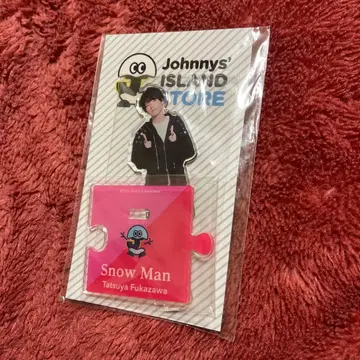 Johnnys'
ISLAND
STORE
Snow Man
Tatsuya Fukazawa